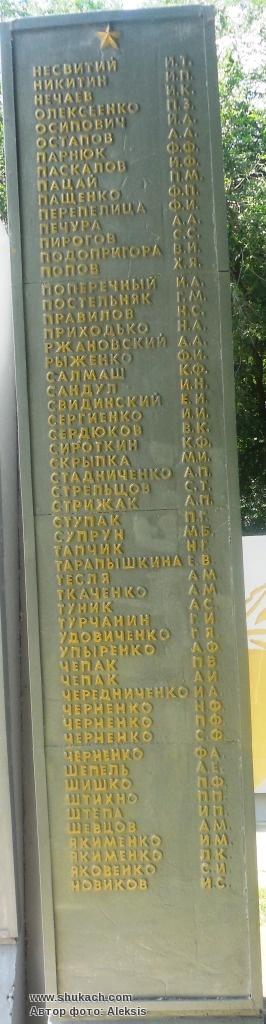 НЕСВИТИЙ И.Т.
НИКИТИН И.П.
НЕЧАЕВ И.К.
ОЛЕКСЕЕНКО П.З.
ОСИПОВИЧ И.А.
ОСТАПОВ А.А.
ПАРНЮК Ф.Ф.
ПАСКАЛОВ И.Ф.
ПАЦАЙ П.М.
ПАЩЕНКО Ф.П.
ПЕРЕПЕЛИЦА Ф.И.
ПЕЧУРА А.А.
ПИРОГОВ С.С.
ПОДОПРИГОРА В.И.
ПОПОВ Х.Я.
ПОПЕРЕЧНЫЙ И.А.
ПОСТЕЛЬНЯК Г.М.
ПРАВИЛОВ Н.С.
ПРИХОДЬКО Н.А.
РЖАНОВСКИЙ А.А.
РЫЖЕНКО Ф.И.
САЛМАШ К.Ф.
САНДУЛ И.Н.
СВИДИНСКИЙ Е.И.
СЕРГИЕНКО И.И.
СЕРДЮКОВ В.К.
СИРОТКИН К.Ф.
СКРЫПКА М.И.
СТАДНИЧЕНКО А.П.
СТРЕЛЬЦОВ С.Т.
СТРИЖАК А.П.
СТУПАК П.Г.
СУПРУН М.Б.
ТАПЧИК
ТАРАПЫШКИНА Е.В.
ТЕСЛЯ А.М.
ТКАЧЕНКО А.М.
ТУНИК А.С.
ТУРЧАНИН Г.И.
УДОВИЧЕНКО Г.Я.
УПЫРЕНКО А.Ф.
ЧЕПАК П.В.
ЧЕПАК А.И.
ЧЕРЕДНИЧЕНКО И.А.
ЧЕРНЕНКО Н.Ф.
ЧЕРНЕНКО П.Ф.
ЧЕРНЕНКО С.Ф.
ЧЕРНЕНКО Ф.А.
ШЕПЕЛЬ А.Е.
ШИШКО П.Ф.
ШТИХНО П.П.
ШТЕПА И.П.
ШЕВЦОВ А.М.
ЯКИМЕНКО И.М.
ЯКИМЕНКО Л.К.
ЯКОВЕНКО С.И.
НОВИКОВ И.С.
www.shukach.com
Автор фото: Aleksis